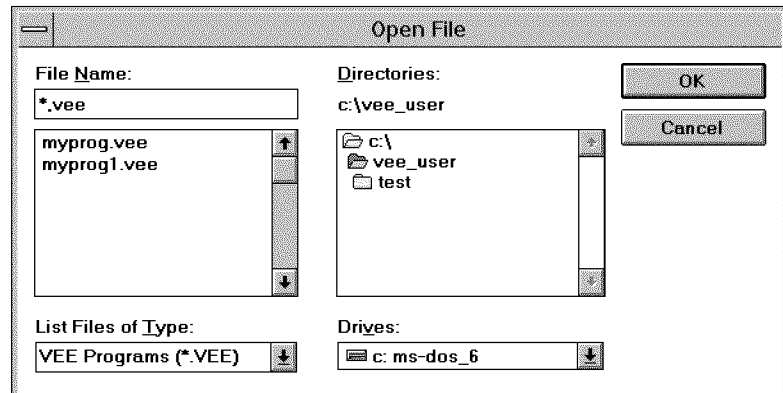 Open File
File Name:
*.vee
myprog.vee
myprog1.vee
List Files of Type:
VEE Programs (*.VEE)
Directories:
c:\vee_user
c:\
vee_user
test
Drives:
c: ms-dos_6
OK
Cancel